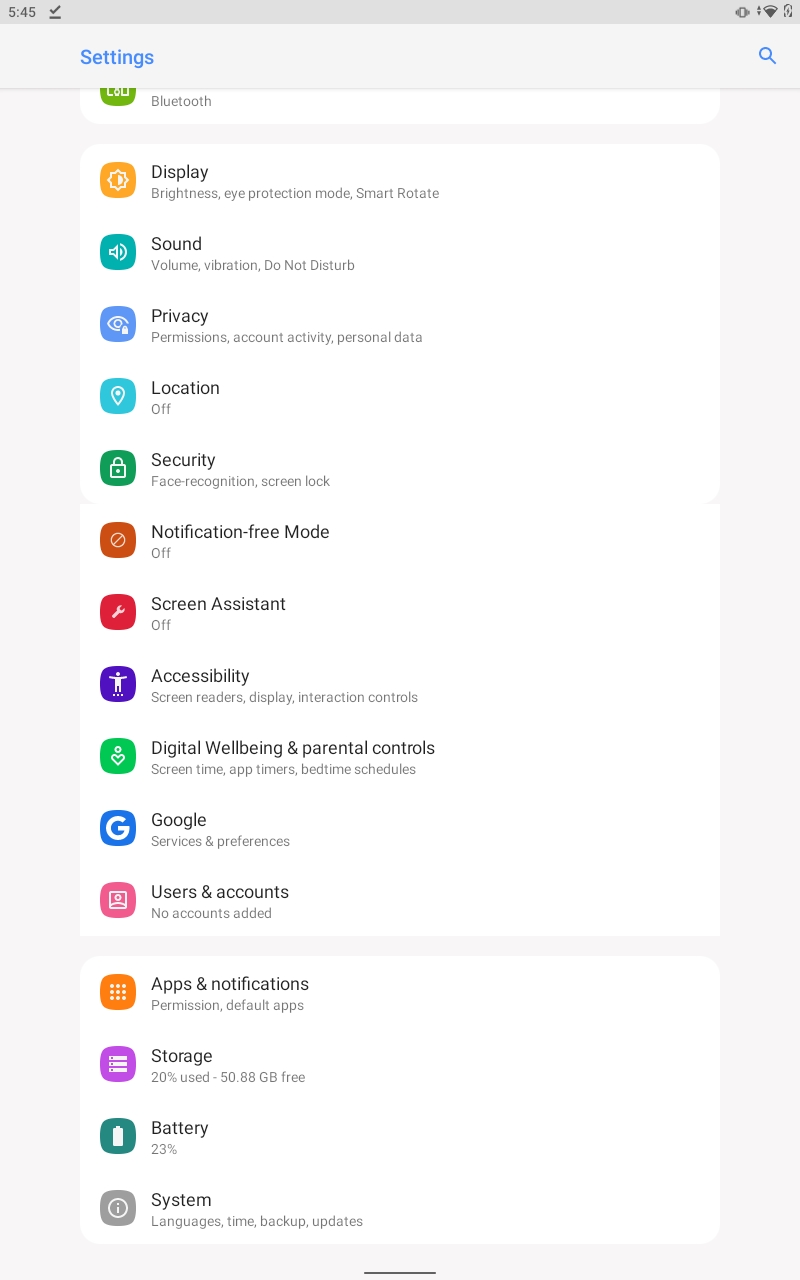 5:45
Settings
Bluetooth
Display
Brightness, eye protection mode, Smart Rotate
Sound
Volume, vibration, Do Not Disturb
Privacy
Permissions, account activity, personal data
Location
Off
Security
Face-recognition, screen lock
Notification-free Mode
Off
Screen Assistant
Off
Accessibility
Screen readers, display, interaction controls
Digital Wellbeing & parental controls
Screen time, app timers, bedtime schedules
Google
Services & preferences
Users & accounts
No accounts added
Apps & notifications
Permission, default apps
Storage
20% used - 50.88 GB free
Battery
23%
System
Languages, time, backup, updates